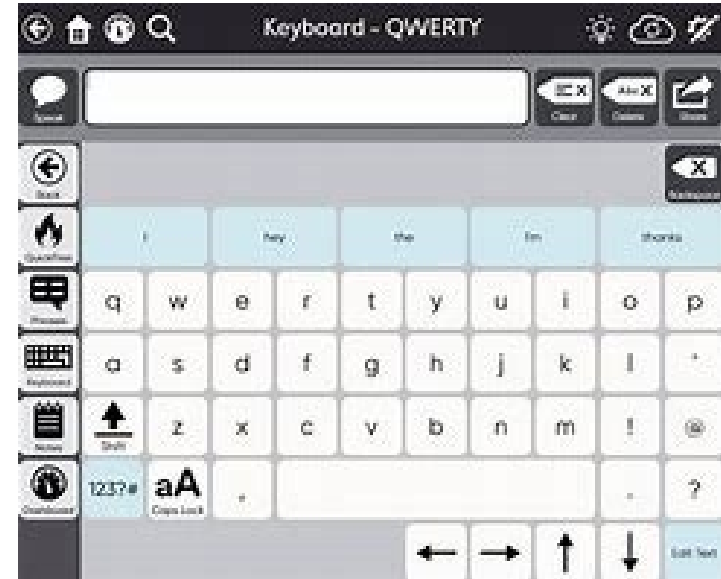 Keyboard - QWERTY
Speak
Clear
Delete
Share
Back
Backspace
QuickFires
I hey the I'm thanks
Phrases
q w e r t y u i o p
Keyboard
a s d f g h j k l '
Notes
Shift z x c v b n m ! @
Dashboard
123?# aA , . ?
Caps Lock
Edit Text